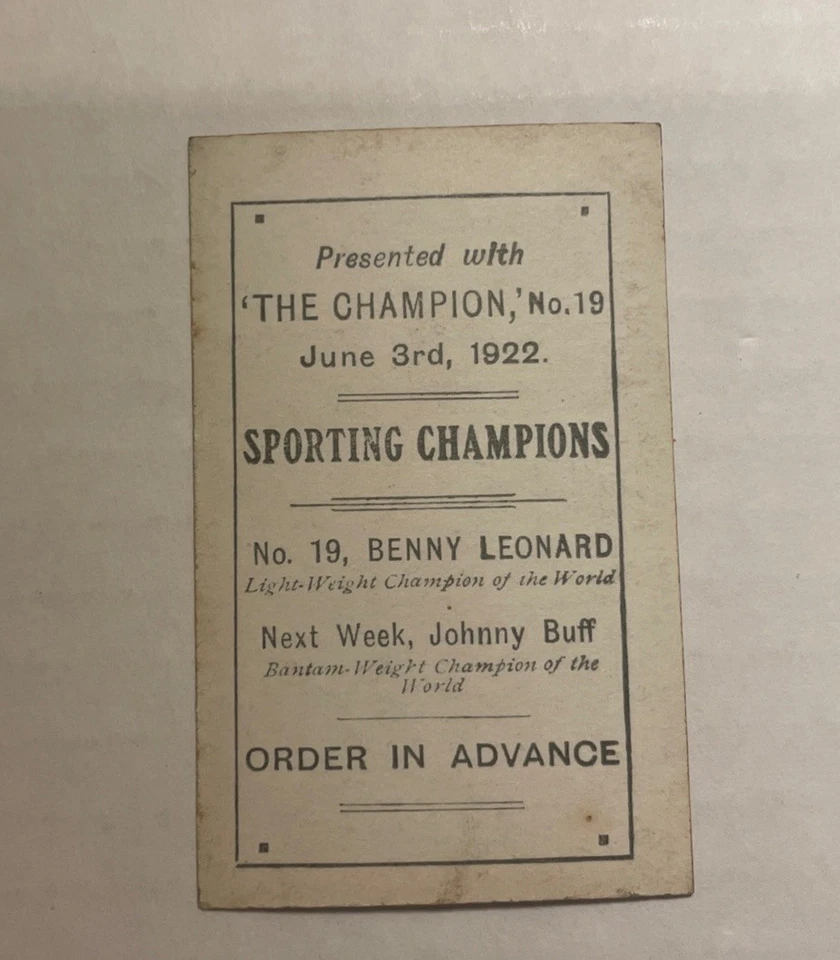 Presented with
'THE CHAMPION,' No. 19
June 3rd, 1922.
SPORTING CHAMPIONS
No. 19, BENNY LEONARD
Light-Weight Champion of the World
Next Week, Johnny Buff
Bantam-Weight Champion of the
World
ORDER IN ADVANCE